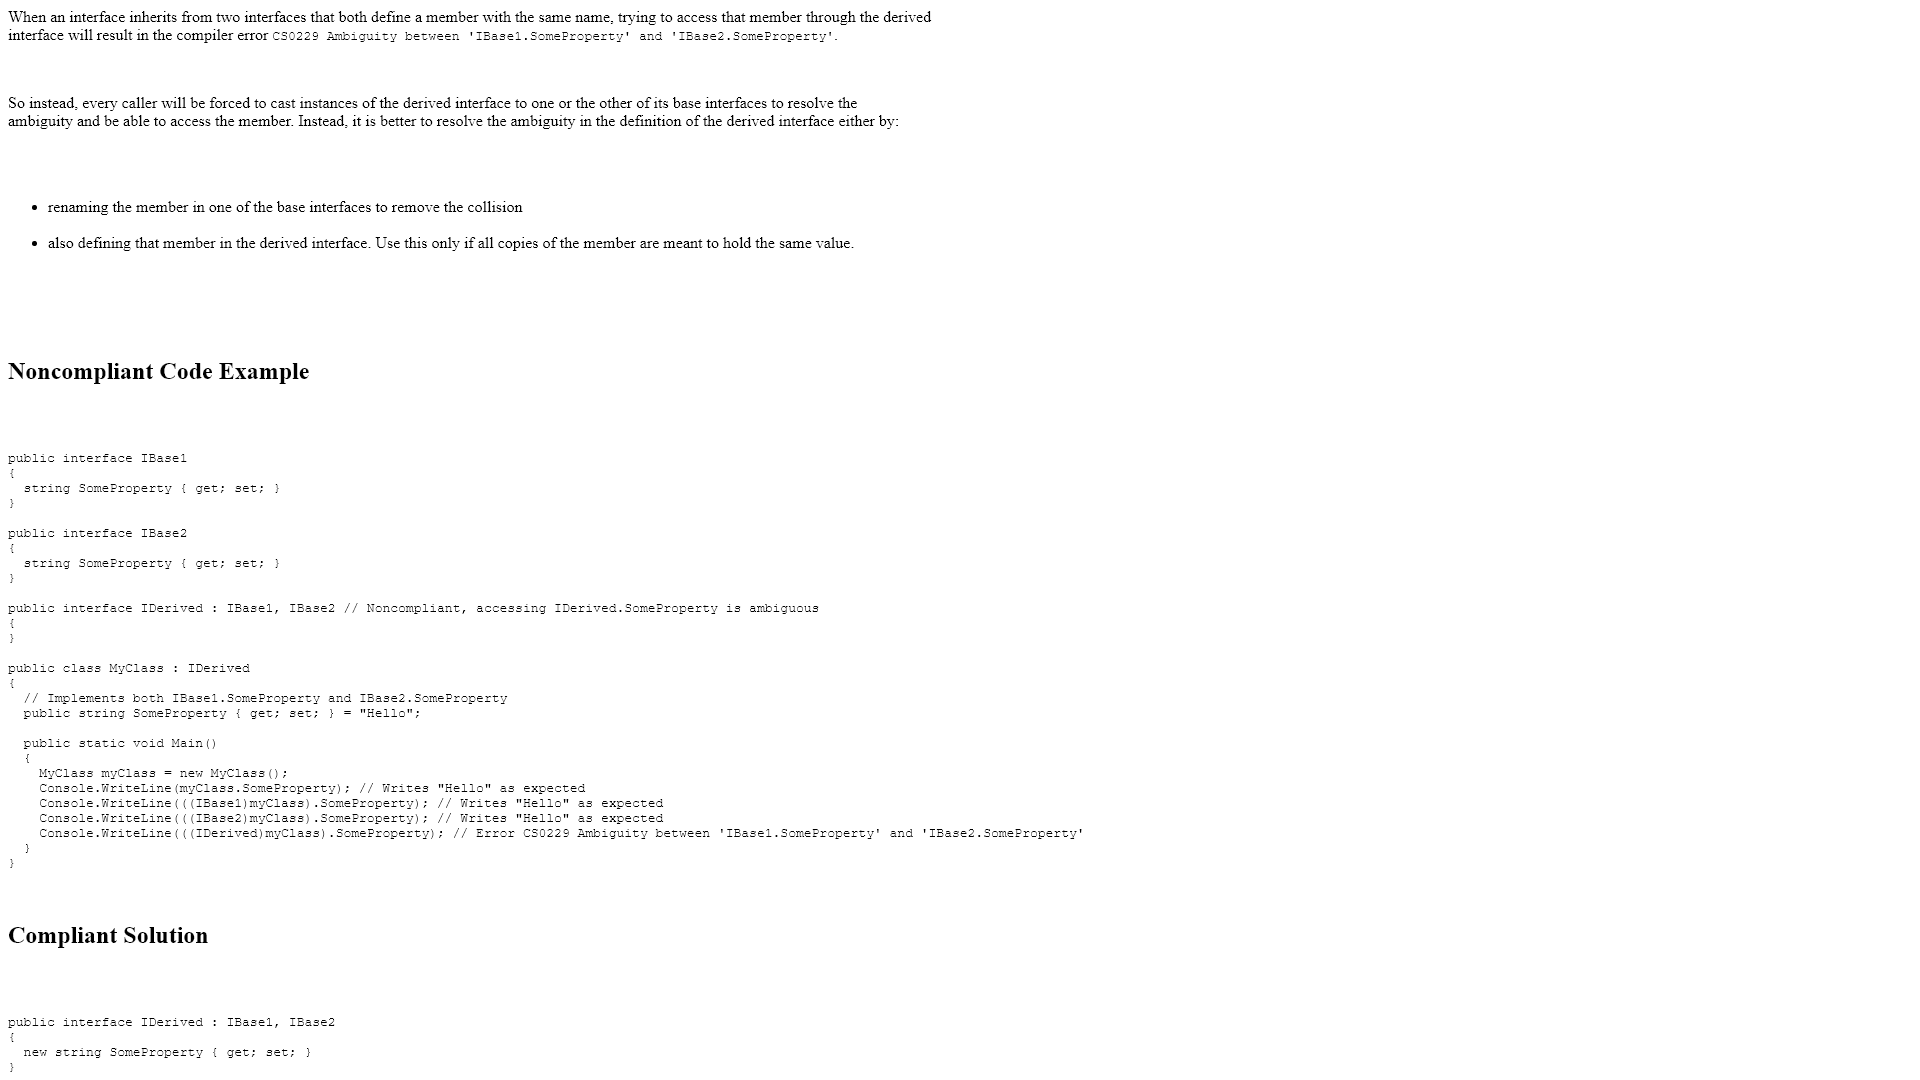 When an interface inherits from two interfaces that both define a member with the same name, trying to access that member through the derived
interface will result in the compiler error CS0229 Ambiguity between 'IBase1.SomeProperty' and 'IBase2.SomeProperty'.
So instead, every caller will be forced to cast instances of the derived interface to one or the other of its base interfaces to resolve the
ambiguity and be able to access the member. Instead, it is better to resolve the ambiguity in the definition of the derived interface either by:
• renaming the member in one of the base interfaces to remove the collision
• also defining that member in the derived interface. Use this only if all copies of the member are meant to hold the same value.
Noncompliant Code Example
public interface IBase1
{
  string SomeProperty { get; set; }
}
public interface IBase2
{
  string SomeProperty { get; set; }
}
public interface IDerived : IBase1, IBase2 // Noncompliant, accessing IDerived.SomeProperty is ambiguous
{
}
public class MyClass : IDerived
{
  // Implements both IBase1.SomeProperty and IBase2.SomeProperty
  public string SomeProperty { get; set; } = "Hello";
  public static void Main()
  {
    MyClass myClass = new MyClass();
    Console.WriteLine(myClass.SomeProperty); // Writes "Hello" as expected
    Console.WriteLine(((IBase1)myClass).SomeProperty); // Writes "Hello" as expected
    Console.WriteLine(((IBase2)myClass).SomeProperty); // Writes "Hello" as expected
    Console.WriteLine(((IDerived)myClass).SomeProperty); // Error CS0229 Ambiguity between 'IBase1.SomeProperty' and 'IBase2.SomeProperty'
  }
}
Compliant Solution
public interface IDerived : IBase1, IBase2
{
  new string SomeProperty { get; set; }
}